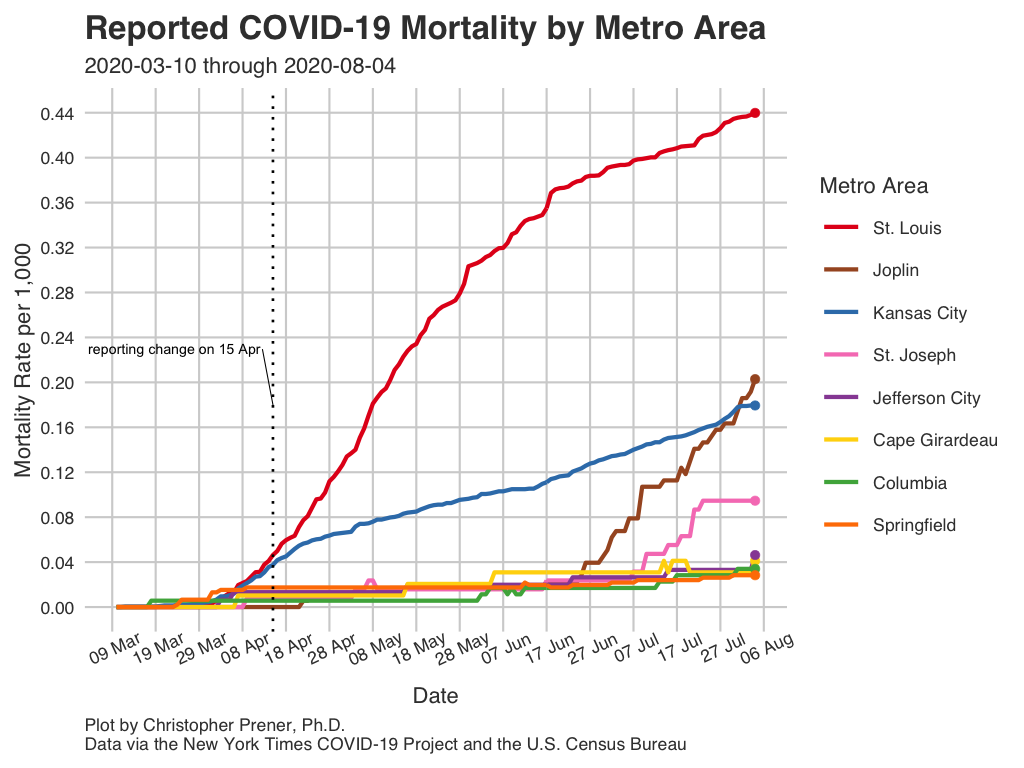 Reported COVID-19 Mortality by Metro Area
2020-03-10 through 2020-08-04
0.44
0.40
0.36
0.32
0.28
0.24
0.20
0.16
0.12
0.08
0.04
0.00
Mortality Rate per 1,000
reporting change on 15 Apr
09 Mar
19 Mar
29 Mar
08 Apr
18 Apr
28 Apr
08 May
18 May
28 May
07 Jun
17 Jun
27 Jun
07 Jul
17 Jul
27 Jul
06 Aug
Date
Metro Area
St. Louis
Joplin
Kansas City
St. Joseph
Jefferson City
Cape Girardeau
Columbia
Springfield
Plot by Christopher Prener, Ph.D.
Data via the New York Times COVID-19 Project and the U.S. Census Bureau